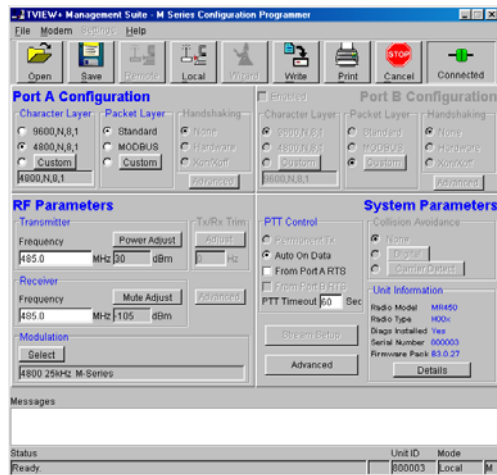 TVIEW+ Management Suite - M Series Configuration Programmer
File Modem Settings Help
Open Save Remote Local Wizard Write Print STOP Cancel Connected
Port A Configuration
Character Layer Packet Layer Handshaking
9600,N,8,1 Standard None
4800,N,8,1 MODBUS Hardware
Custom Custom Xon/Xoff
4800,N,8,1 Advanced
Enabled Port B Configuration
Character Layer Packet Layer Handshaking
9600,N,8,1 Standard None
4800,N,8,1 MODBUS Hardware
Custom Custom Xon/Xoff
9600,N,8,1 Advanced
RF Parameters
Transmitter Tx/Rx Trim
Frequency Power Adjust Adjust
485.0 MHz 30 dBm 0 Hz
Receiver
Frequency Mute Adjust Advanced
485.0 MHz -105 dBm
Modulation
Select
4800 25kHz M-Series
System Parameters
PTT Control
Permanent Tx
Auto On Data
From Port A RTS
From Port B RTS
PTT Timeout 60 Sec
Stream Setup
Advanced
Collision Avoidance
None
Digital
Carrier Detect
Unit Information
Radio Model MR450
Radio Type H00x
Diags Installed Yes
Serial Number 000003
Firmware Pack 83.0.27
Details
Messages
Status Unit ID Mode
Ready. 800003 Local M